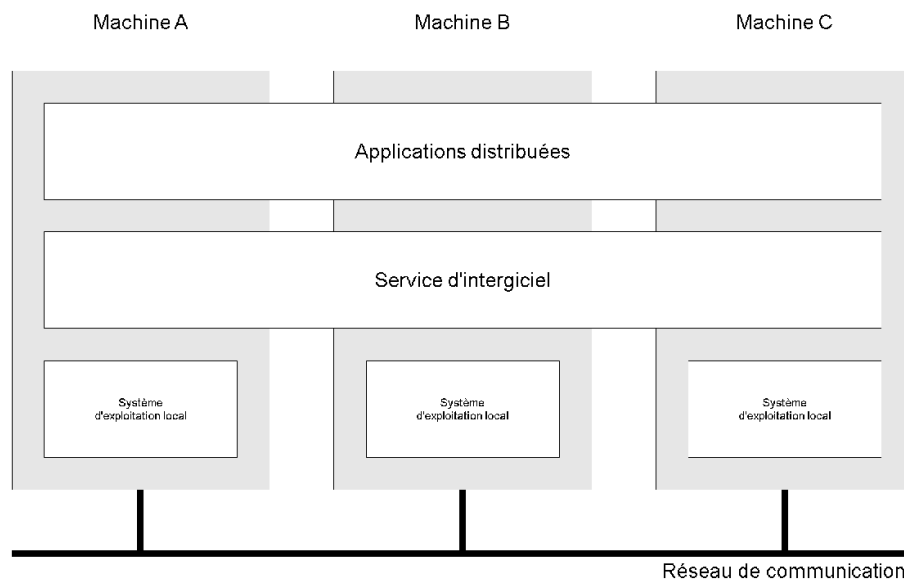 Machine A
Machine B
Machine C
Applications distribuées
Service d'intergiciel
Système
d'exploitation local
Système
d'exploitation local
Système
d'exploitation local
Réseau de communication